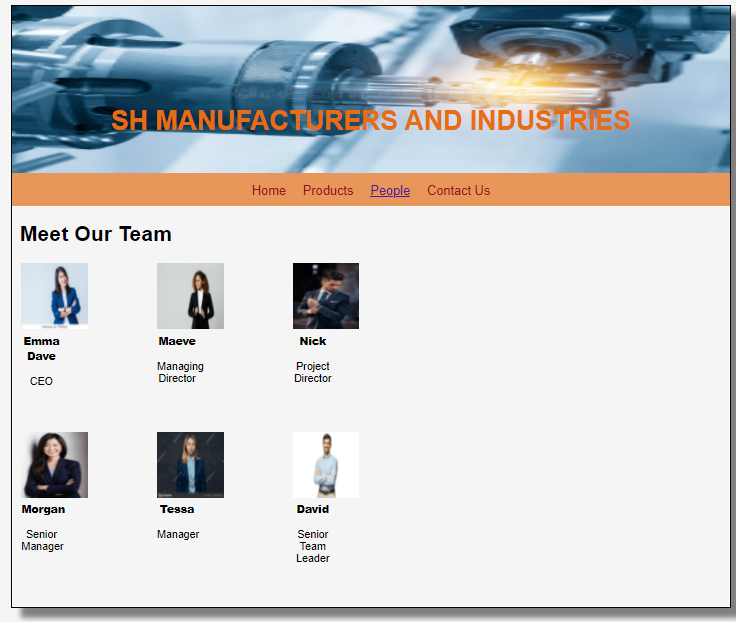 SH MANUFACTURERS AND INDUSTRIES
Home Products People Contact Us
Meet Our Team
Emma
Dave
CEO
Maeve
Managing
Director
Nick
Project
Director
Morgan
Senior
Manager
Tessa
Manager
David
Senior
Team
Leader